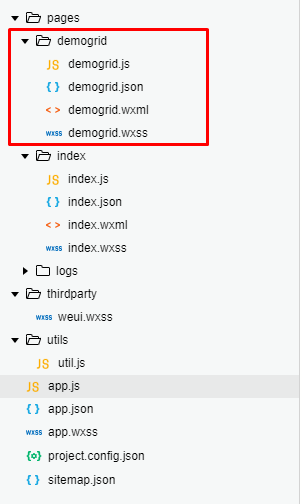 pages
demogrid
JS demogrid.js
{ } demogrid.json
< > demogrid.wxml
wxss demogrid.wxss
index
JS index.js
{ } index.json
< > index.wxml
wxss index.wxss
logs
thirdparty
wxss weui.wxss
utils
JS util.js
JS app.js
{ } app.json
wxss app.wxss
{o} project.config.json
{ } sitemap.json